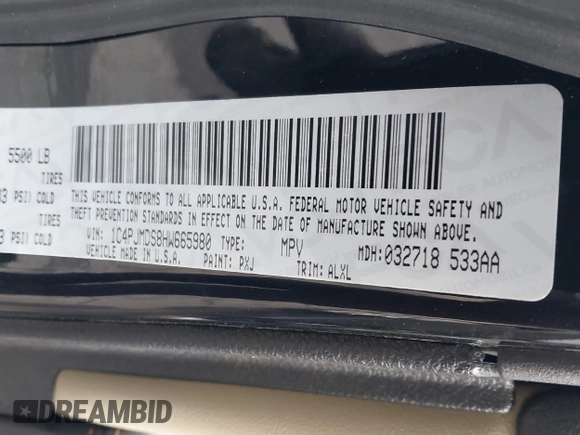 5500 LB
TIRES
PSI) COLD
TIRES
3 PSI) COLD
THIS VEHICLE CONFORMS TO ALL APPLICABLE U.S.A. FEDERAL MOTOR VEHICLE SAFETY AND
THEFT PREVENTION STANDARDS IN EFFECT ON THE DATE OF MANUFACTURE SHOWN ABOVE.
VIN: 1C4PJMDS8HW665980 TYPE: MPV MDH: 032718 533AA
VEHICLE MADE IN U.S.A. PAINT: PXJ TRIM: ALXL
DREAMBID